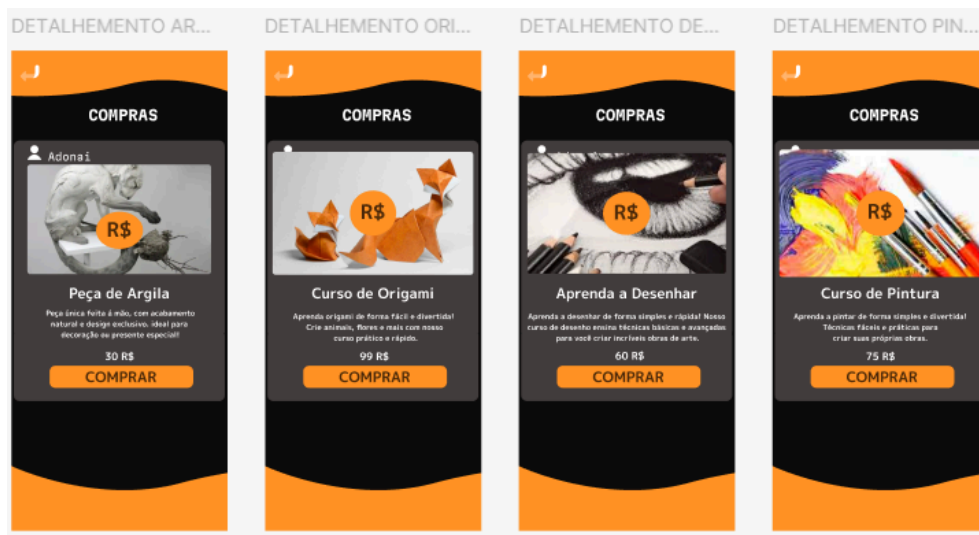 DETALHEMENTO AR...
DETALHEMENTO ORI...
DETALHEMENTO DE...
DETALHEMENTO PIN...
COMPRAS
Adonai
R$
Peça de Argila
Peça única feita á mão, com acabamento
natural e design exclusivo. ideal para
decoração ou presente especial!
30 R$
COMPRAR
COMPRAS
R$
Curso de Origami
Aprenda origami de forma fácil e divertida!
Crie animais, flores e mais com nosso
curso prático e rápido.
99 R$
COMPRAR
COMPRAS
R$
Aprenda a Desenhar
Aprenda a desenhar de forma simples e rápida! Nosso
curso de desenho ensina técnicas básicas e avançadas
para você criar incríveis obras de arte.
60 R$
COMPRAR
COMPRAS
R$
Curso de Pintura
Aprenda a pintar de forma simples e divertida!
Técnicas fáceis e práticas para
criar suas próprias obras.
75 R$
COMPRAR